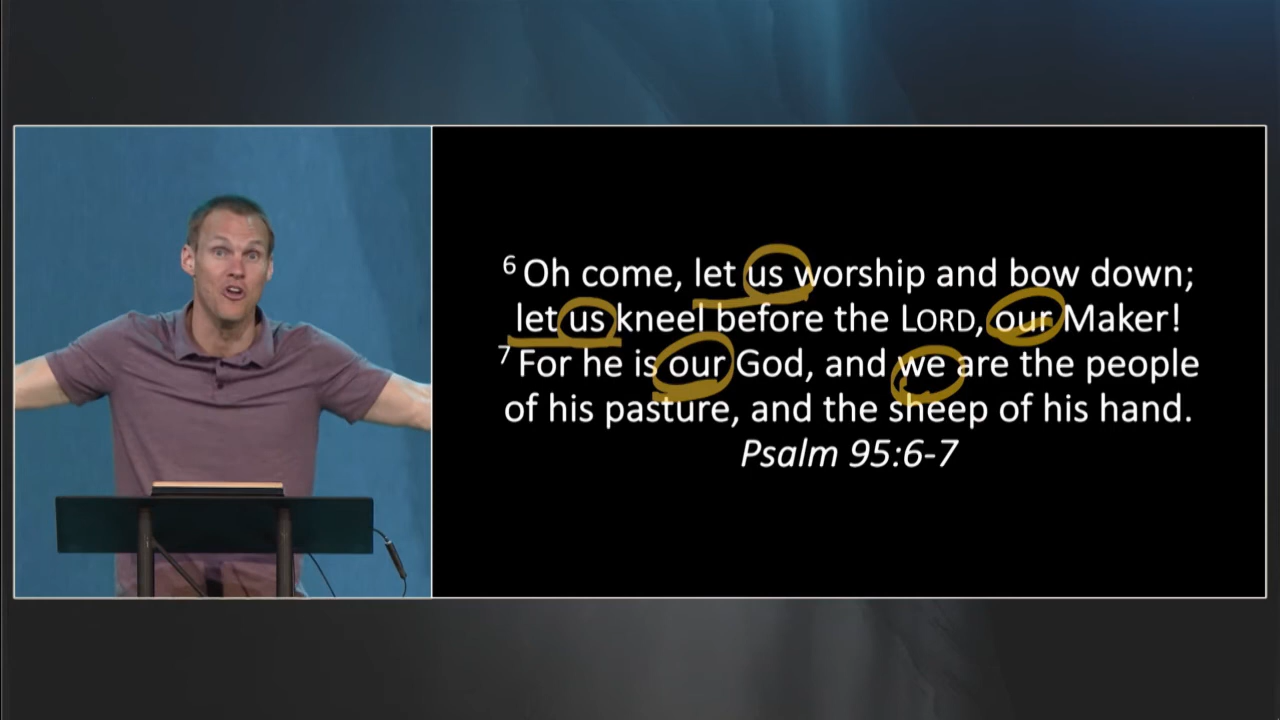 6 Oh come, let us worship and bow down;
let us kneel before the LORD, our Maker!
7 For he is our God, and we are the people
of his pasture, and the sheep of his hand.
Psalm 95:6-7